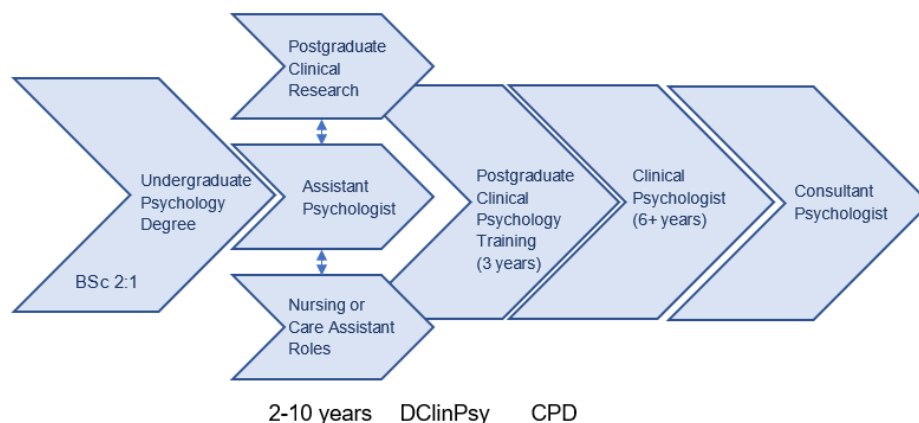 Undergraduate
Psychology
Degree
BSc 2:1
Postgraduate
Clinical
Research
Assistant
Psychologist
Nursing or
Care Assistant
Roles
Postgraduate
Clinical
Psychology
Training
(3 years)
Clinical
Psychologist
(6+ years)
Consultant
Psychologist
2-10 years DClinPsy CPD